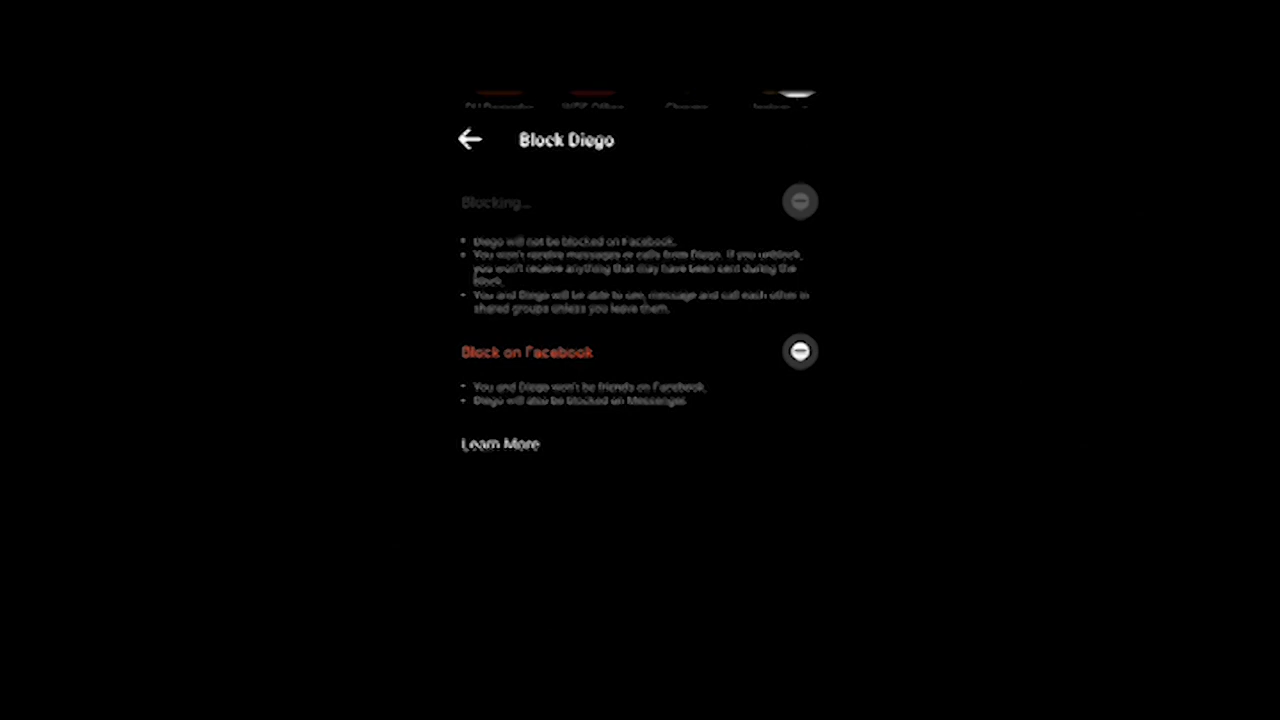 Block Diego
Blocking...
• Diego will not be blocked on Facebook.
• You won't receive messages or calls from Diego. If you unblock,
you won't receive anything that may have been sent during the
block.
• You and Diego will be able to see, message and call each other in
shared groups unless you leave them.
Block on Facebook
• You and Diego won't be friends on Facebook.
• Diego will also be blocked on Messenger.
Learn More